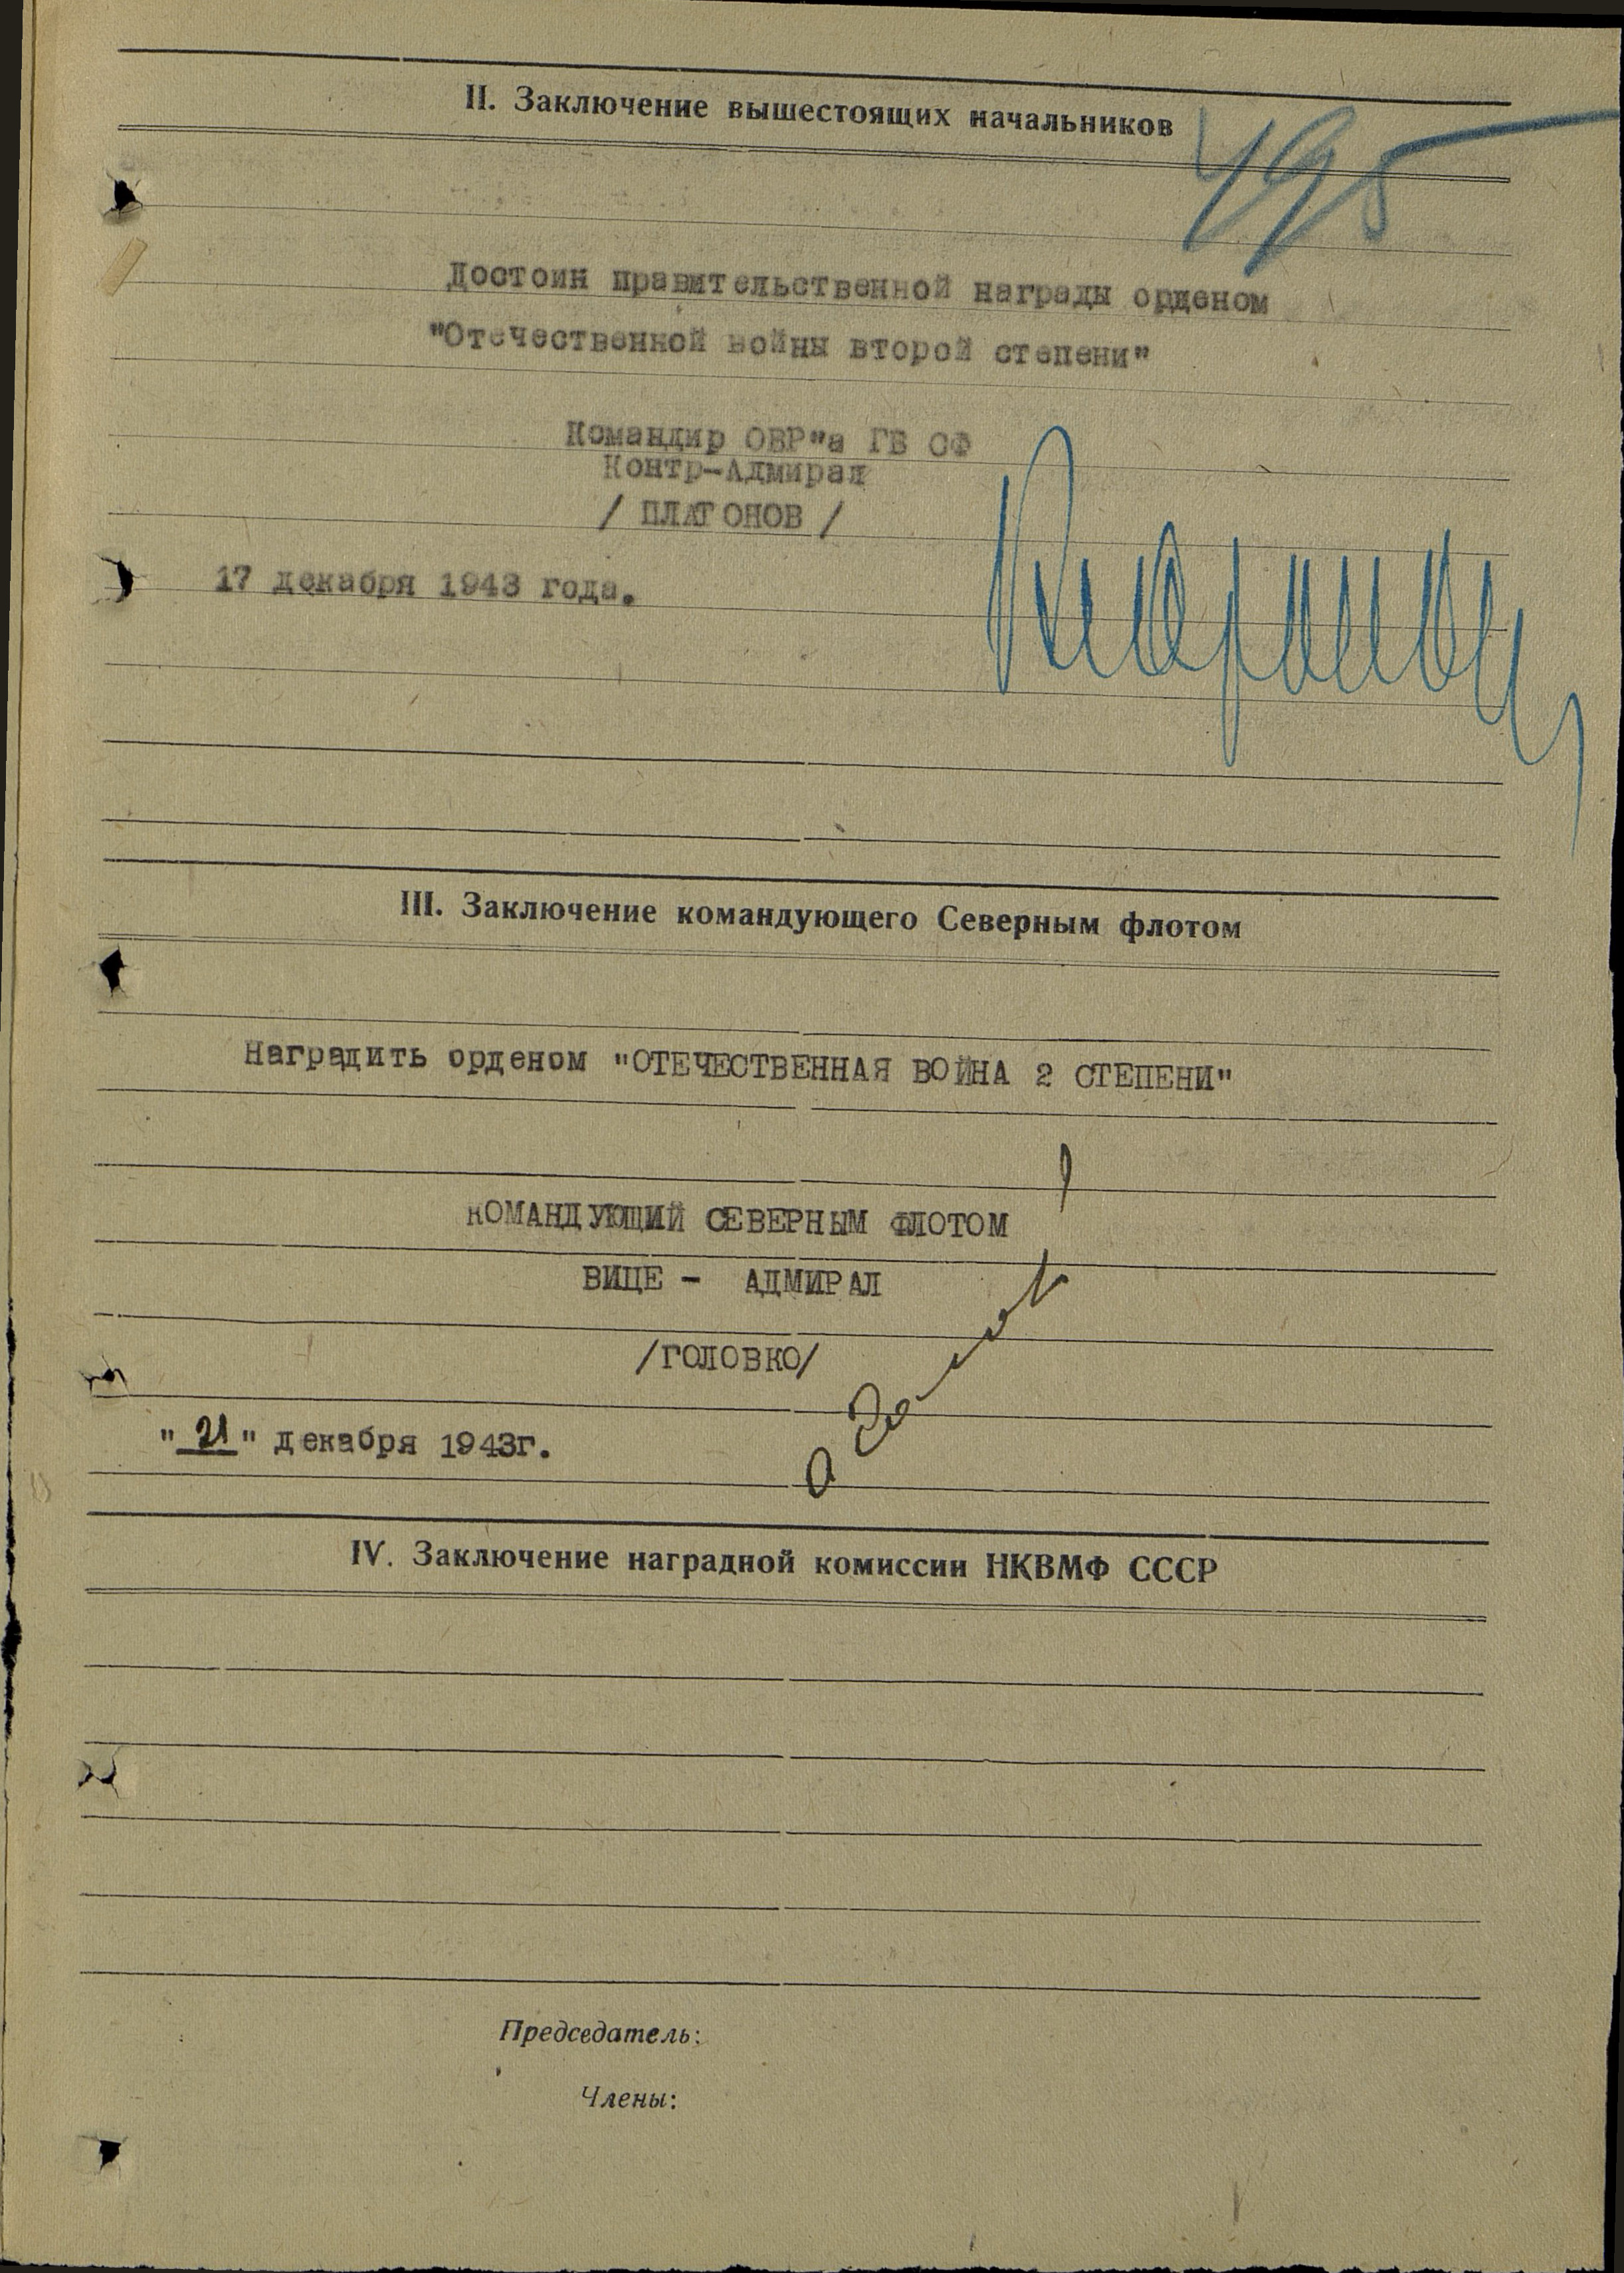 II. Заключение вышестоящих начальников
495
Достоин правительственной награды орденом
"Отечественной войны второй степени"
Командир ОВР"а ГБ СФ
Контр-Адмирал
/ ПЛАТОНОВ /
17 декабря 1943 года.
III. Заключение командующего Северным флотом
Наградить орденом "ОТЕЧЕСТВЕННАЯ ВОЙНА 2 СТЕПЕНИ"
КОМАНДУЮЩИЙ СЕВЕРНЫМ ФЛОТОМ
ВИЦЕ - АДМИРАЛ
/ГОЛОВКО/
"21" декабря 1943г.
IV. Заключение наградной комиссии НКВМФ СССР
Председатель:
Члены: